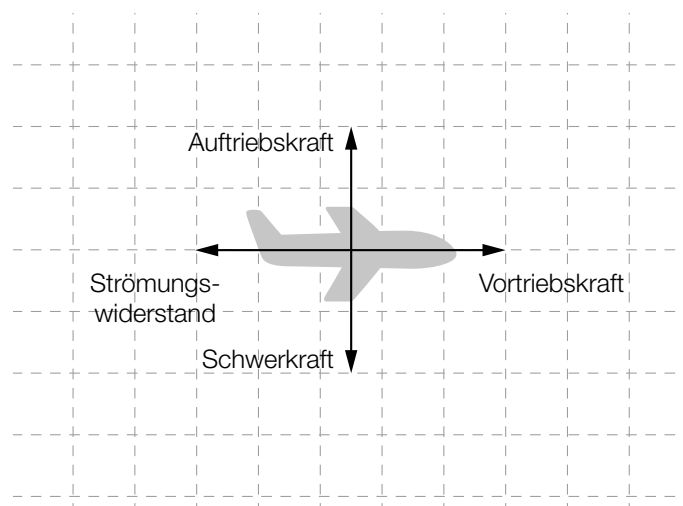 Auftriebskraft
Strömungs-
widerstand
Vortriebskraft
Schwerkraft